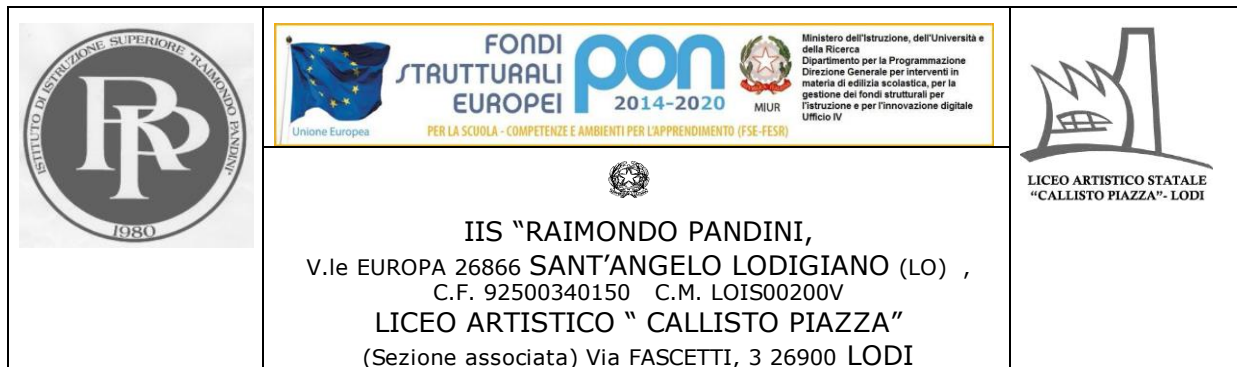 ISTITUTO DI ISTRUZIONE SUPERIORE "RAIMONDO PANDINI"
RP
1980
Unione Europea
FONDI
STRUTTURALI
EUROPEI
pon
2014-2020
MIUR
Ministero dell'Istruzione, dell'Università e
della Ricerca
Dipartimento per la Programmazione
Direzione Generale per interventi in
materia di edilizia scolastica, per la
gestione dei fondi strutturali per
l'istruzione e per l'innovazione digitale
Ufficio IV
PER LA SCUOLA - COMPETENZE E AMBIENTI PER L'APPRENDIMENTO (FSE-FESR)
IIS “RAIMONDO PANDINI,
V.le EUROPA 26866 SANT’ANGELO LODIGIANO (LO) ,
C.F. 92500340150 C.M. LOIS00200V
LICEO ARTISTICO “ CALLISTO PIAZZA”
(Sezione associata) Via FASCETTI, 3 26900 LODI
LICEO ARTISTICO STATALE
“CALLISTO PIAZZA”- LODI